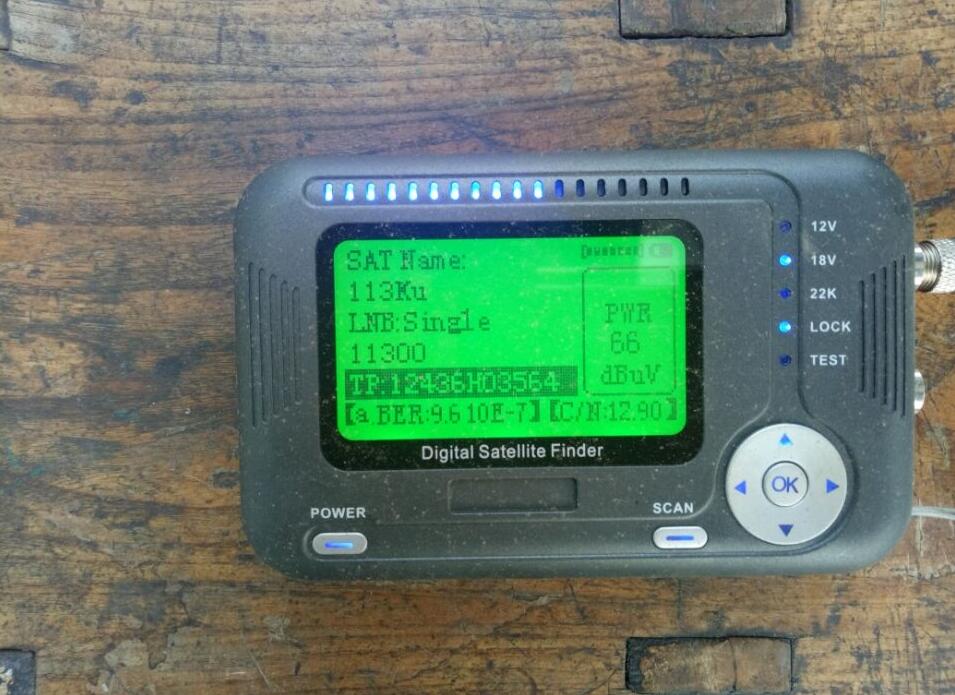 12V
18V
22K
LOCK
TEST
SAT Name:
113Ku
LNB:Single
11300
TP.12436H03564
[a.BER:9.6 10E-7] [C/N:12.90]
PWR
66
dBuV
Digital Satellite Finder
POWER
SCAN
OK